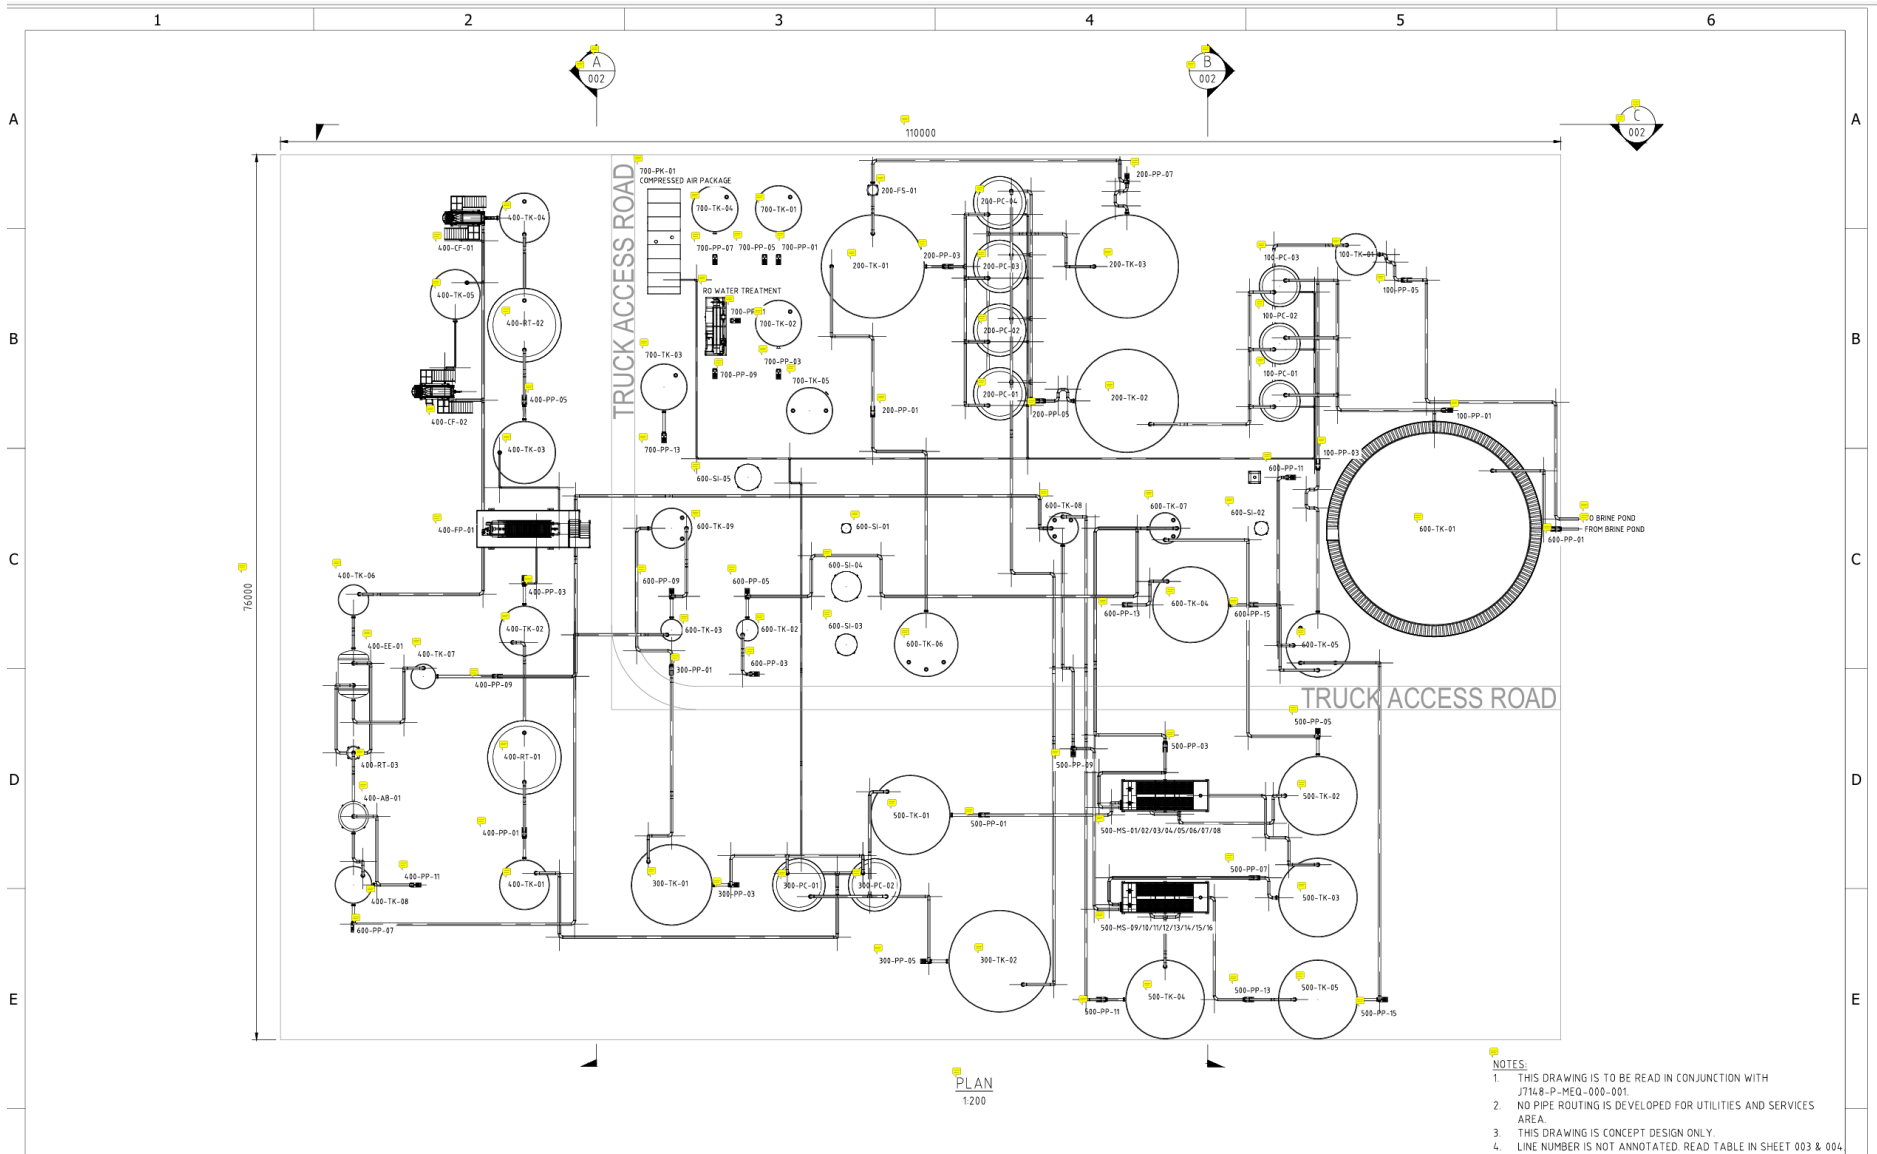 1 2 3 4 5 6
A
B
A
002
B
002
C
002
A
110000
TRUCK ACCESS ROAD
700-PK-01
COMPRESSED AIR PACKAGE
200-PP-07
200-FS-01
400-TK-04
700-TK-04
700-TK-01
200-PC-04
400-CF-01
700-PP-07
700-PP-05
700-PP-01
200-PP-03
100-PC-03
100-TK-01
200-TK-01
200-PC-03
200-TK-03
400-TK-05
RO WATER TREATMENT
100-PP-05
400-RT-02
700-TK-02
200-PC-02
100-PC-02
B
B
700-TK-03
700-PP-03
700-PP-09
100-PC-01
700-TK-05
400-PP-05
200-PC-01
200-TK-02
400-CF-02
200-PP-01
200-PP-05
100-PP-01
400-TK-03
700-PP-13
100-PP-03
600-SI-05
600-PP-11
400-FP-01
600-TK-09
600-SI-01
600-TK-08
600-TK-07
600-SI-02
600-TK-01
O BRINE POND
FROM BRINE POND
600-PP-01
C
C
76000
600-SI-04
400-TK-06
400-PP-03
600-PP-09
600-PP-05
600-TK-04
600-PP-13
600-PP-15
400-TK-02
600-TK-03
600-TK-02
600-SI-03
600-TK-06
600-TK-05
400-EE-01
400-TK-07
600-PP-03
300-PP-01
400-PP-09
TRUCK ACCESS ROAD
500-PP-05
500-PP-03
400-RT-01
400-RT-03
500-PP-09
D
D
400-AB-01
500-TK-02
500-TK-01
500-PP-01
400-PP-01
500-MS-01/02/03/04/05/06/07/08
400-PP-11
500-PP-07
400-TK-01
300-TK-01
300-PP-03
300-PC-01
300-PC-02
400-TK-08
500-TK-03
600-PP-07
500-MS-09/10/11/12/13/14/15/16
300-PP-05
300-TK-02
500-PP-13
500-TK-04
500-TK-05
500-PP-11
500-PP-15
E
E
PLAN
1:200
NOTES:
1. THIS DRAWING IS TO BE READ IN CONJUNCTION WITH
J7148-P-MEQ-000-001.
2. NO PIPE ROUTING IS DEVELOPED FOR UTILITIES AND SERVICES
AREA.
3. THIS DRAWING IS CONCEPT DESIGN ONLY.
4. LINE NUMBER IS NOT ANNOTATED. READ TABLE IN SHEET 003 & 004